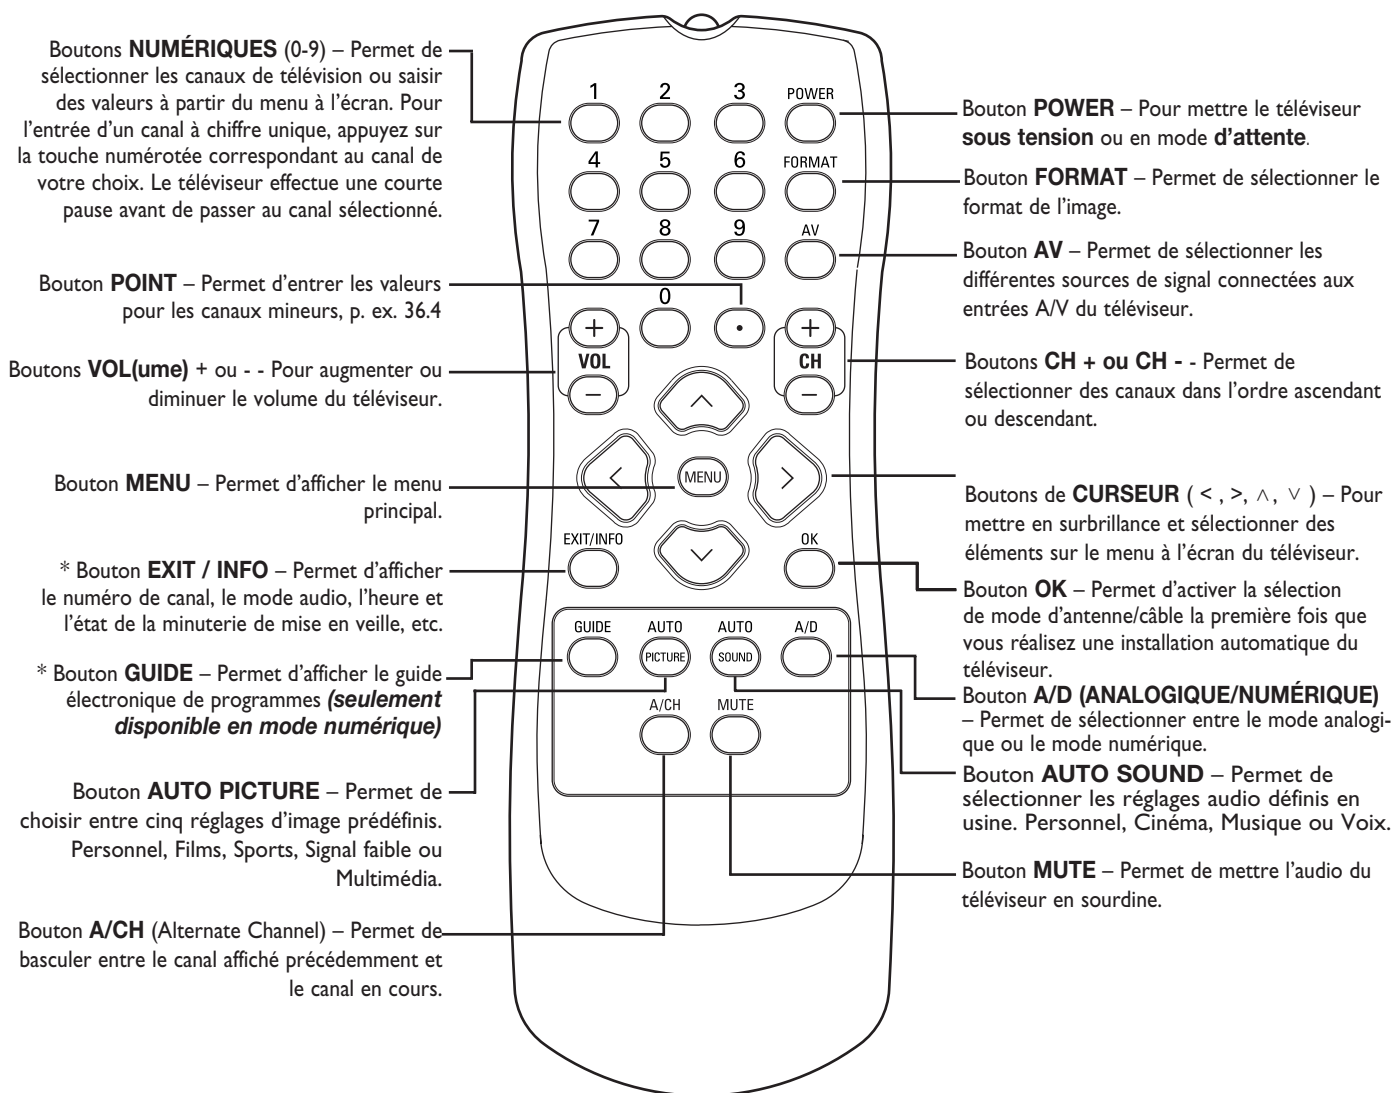 Boutons NUMÉRIQUES (0-9) – Permet de
sélectionner les canaux de télévision ou saisir
des valeurs à partir du menu à l'écran. Pour
l'entrée d'un canal à chiffre unique, appuyez sur
la touche numérotée correspondant au canal de
votre choix. Le téléviseur effectue une courte
pause avant de passer au canal sélectionné.
Bouton POINT – Permet d'entrer les valeurs
pour les canaux mineurs, p. ex. 36.4
Boutons VOL(ume) + ou - - Pour augmenter ou
diminuer le volume du téléviseur.
Bouton MENU – Permet d'afficher le menu
principal.
* Bouton EXIT / INFO – Permet d'afficher
le numéro de canal, le mode audio, l'heure et
l'état de la minuterie de mise en veille, etc.
* Bouton GUIDE – Permet d'afficher le guide
électronique de programmes (seulement
disponible en mode numérique)
Bouton AUTO PICTURE – Permet de
choisir entre cinq réglages d'image prédéfinis.
Personnel, Films, Sports, Signal faible ou
Multimédia.
Bouton A/CH (Alternate Channel) – Permet de
basculer entre le canal affiché précédemment et
le canal en cours.
1 2 3 POWER
4 5 6 FORMAT
7 8 9 AV
0
+ • +
VOL CH
− −
∧
< MENU >
EXIT/INFO ∨ OK
GUIDE AUTO AUTO A/D
PICTURE SOUND
A/CH MUTE
Bouton POWER – Pour mettre le téléviseur
sous tension ou en mode d'attente.
Bouton FORMAT – Permet de sélectionner le
format de l'image.
Bouton AV – Permet de sélectionner les
différentes sources de signal connectées aux
entrées A/V du téléviseur.
Boutons CH + ou CH - - Permet de
sélectionner des canaux dans l'ordre ascendant
ou descendant.
Boutons de CURSEUR ( < , >, ∧, ∨ ) – Pour
mettre en surbrillance et sélectionner des
éléments sur le menu à l'écran du téléviseur.
Bouton OK – Permet d'activer la sélection
de mode d'antenne/câble la première fois que
vous réalisez une installation automatique du
téléviseur.
Bouton A/D (ANALOGIQUE/NUMÉRIQUE)
– Permet de sélectionner entre le mode analogi-
que ou le mode numérique.
Bouton AUTO SOUND – Permet de
sélectionner les réglages audio définis en
usine. Personnel, Cinéma, Musique ou Voix.
Bouton MUTE – Permet de mettre l'audio du
téléviseur en sourdine.